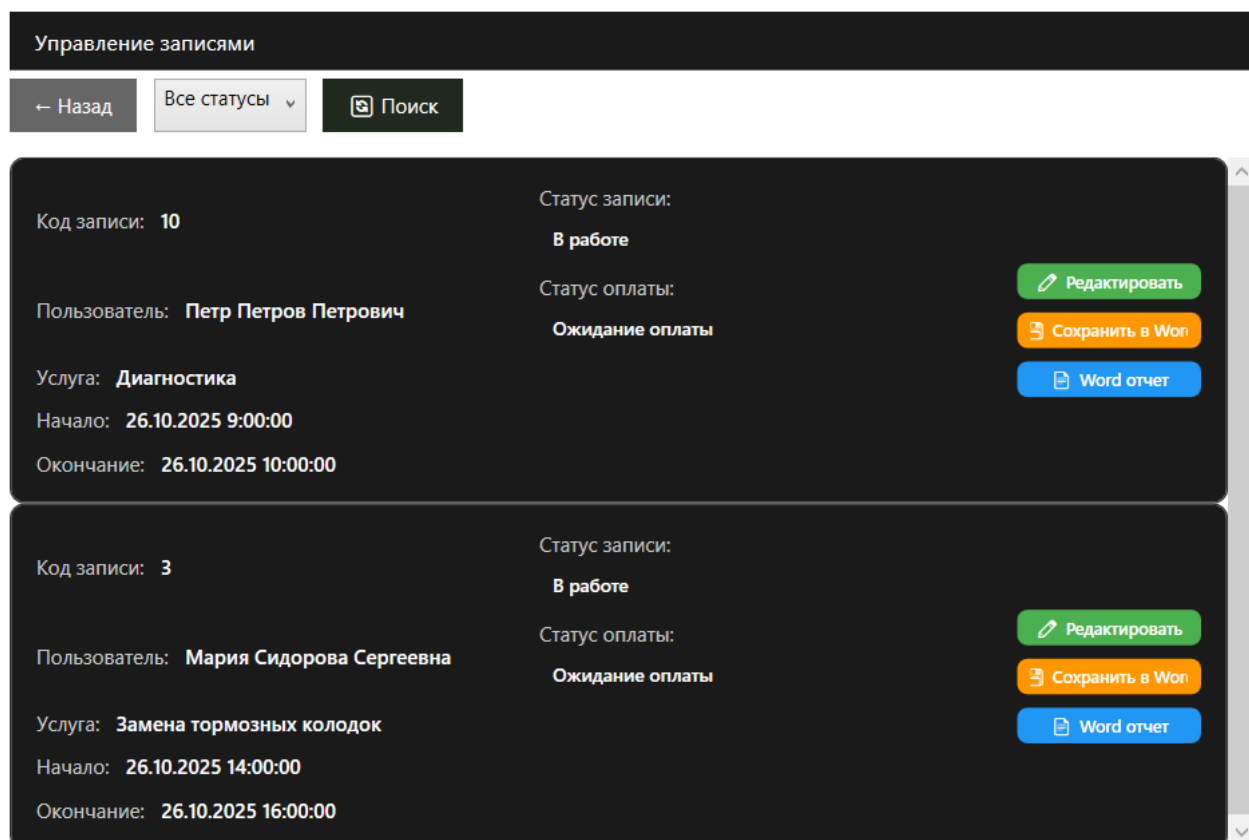 Управление записями
← Назад
Все статусы
Поиск
Код записи: 10
Пользователь: Петр Петров Петрович
Услуга: Диагностика
Начало: 26.10.2025 9:00:00
Окончание: 26.10.2025 10:00:00
Статус записи:
В работе
Статус оплаты:
Ожидание оплаты
Редактировать
Сохранить в Wor
Word отчет
Код записи: 3
Пользователь: Мария Сидорова Сергеевна
Услуга: Замена тормозных колодок
Начало: 26.10.2025 14:00:00
Окончание: 26.10.2025 16:00:00
Статус записи:
В работе
Статус оплаты:
Ожидание оплаты
Редактировать
Сохранить в Wor
Word отчет